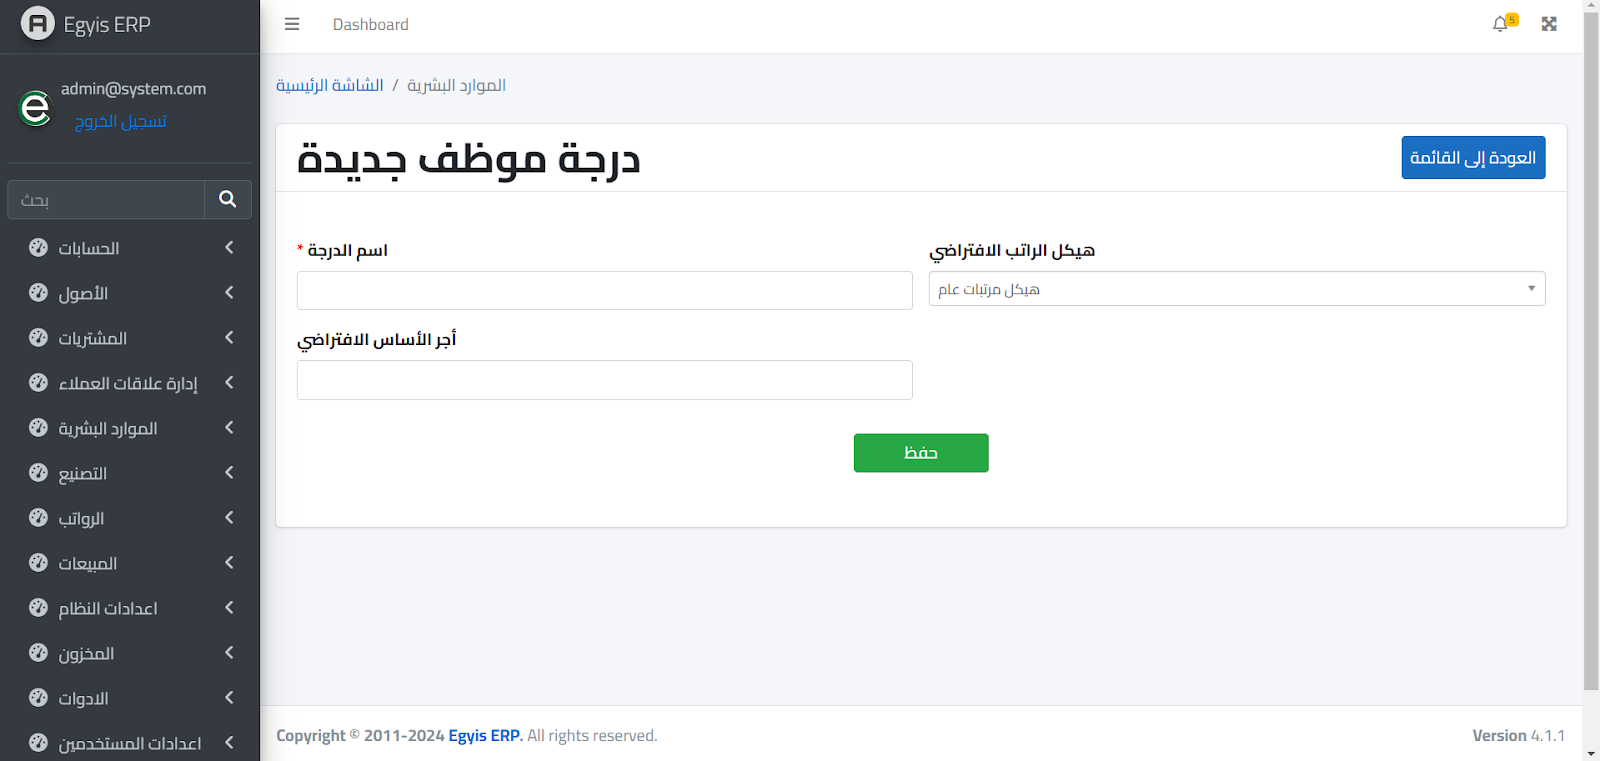 Egyis ERP
Dashboard
5
admin@system.com
تسجيل الخروج
بحث
الحسابات
الأصول
المشتريات
إدارة علاقات العملاء
الموارد البشرية
التصنيع
الرواتب
المبيعات
اعدادات النظام
المخزون
الادوات
اعدادات المستخدمين
الشاشة الرئيسية / الموارد البشرية
درجة موظف جديدة
العودة إلى القائمة
اسم الدرجة *
هيكل الراتب الافتراضي
هيكل مرتبات عام
أجر الأساس الافتراضي
حفظ
Copyright © 2011-2024 Egyis ERP. All rights reserved.
Version 4.1.1